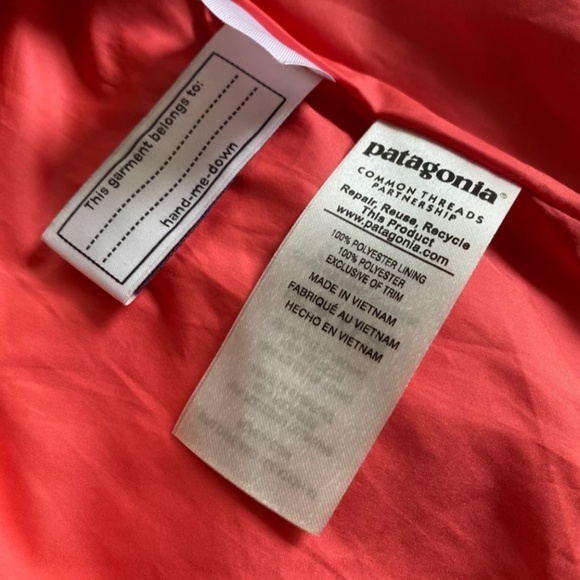 This garment belongs to:
hand-me-down
patagonia®
COMMON THREADS
PARTNERSHIP
Repair, Reuse, Recycle
This Product
www.patagonia.com
100% POLYESTER LINING
100% POLYESTER
EXCLUSIVE OF TRIM
MADE IN VIETNAM
FABRIQUÉ AU VIETNAM
HECHO EN VIETNAM